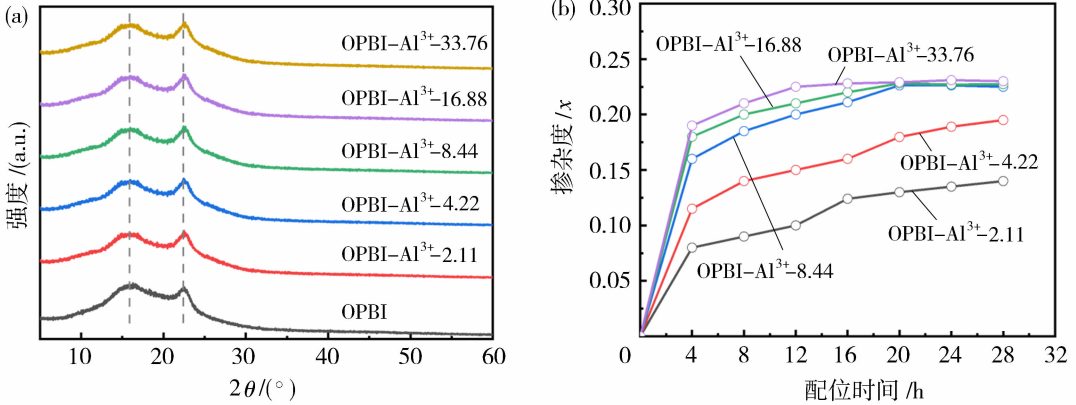 (a)
强度 /(a.u.)
OPBI-Al³⁺-33.76
OPBI-Al³⁺-16.88
OPBI-Al³⁺-8.44
OPBI-Al³⁺-4.22
OPBI-Al³⁺-2.11
OPBI
10 20 30 40 50 60
2θ/(°)
(b)
掺杂度 /x
0.30
0.25
0.20
0.15
0.10
0.05
0
OPBI-Al³⁺-16.88
OPBI-Al³⁺-33.76
OPBI-Al³⁺-4.22
OPBI-Al³⁺-2.11
OPBI-Al³⁺-8.44
4 8 12 16 20 24 28 32
配位时间 /h